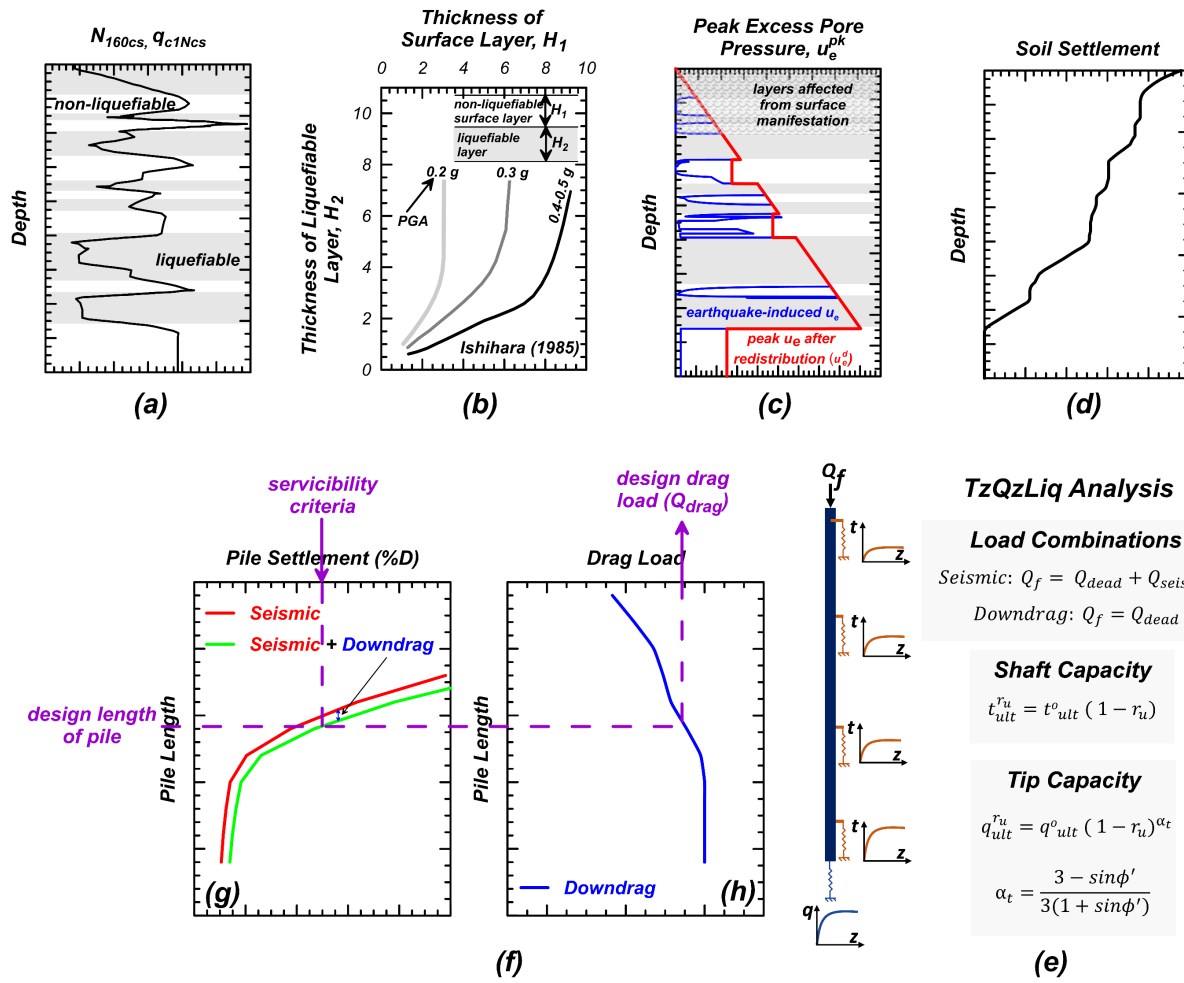 N160cs, qc1Ncs
non-liquefiable
liquefiable
Depth
(a)
Thickness of
Surface Layer, H1
0 2 4 6 8 10
10
8
6
4
2
0
Thickness of Liquefiable
Layer, H2
non-liquefiable
surface layer
H1
liquefiable
layer
H2
0.2 g
0.3 g
0.4-0.5 g
PGA
Ishihara (1985)
(b)
Peak Excess Pore
Pressure, u_e^pk
layers affected
from surface
manifestation
Depth
earthquake-induced ue
peak ue after
redistribution (u_e^d)
(c)
Soil Settlement
Depth
(d)
servicibility
criteria
design drag
load (Qdrag)
Pile Settlement (%D)
Drag Load
Seismic
Seismic + Downdrag
design length
of pile
Pile Length
Pile Length
(g)
Downdrag
(h)
(f)
Qf
t
z
t
z
t
z
t
z
q
z
TzQzLiq Analysis
Load Combinations
Seismic: Qf = Qdead + Qseis
Downdrag: Qf = Qdead
Shaft Capacity
t_ult^ru = t^o_ult ( 1 − ru)
Tip Capacity
q_ult^ru = q^o_ult ( 1 − ru)^αt
αt = (3 − sinϕ′) / 3(1 + sinϕ′)
(e)